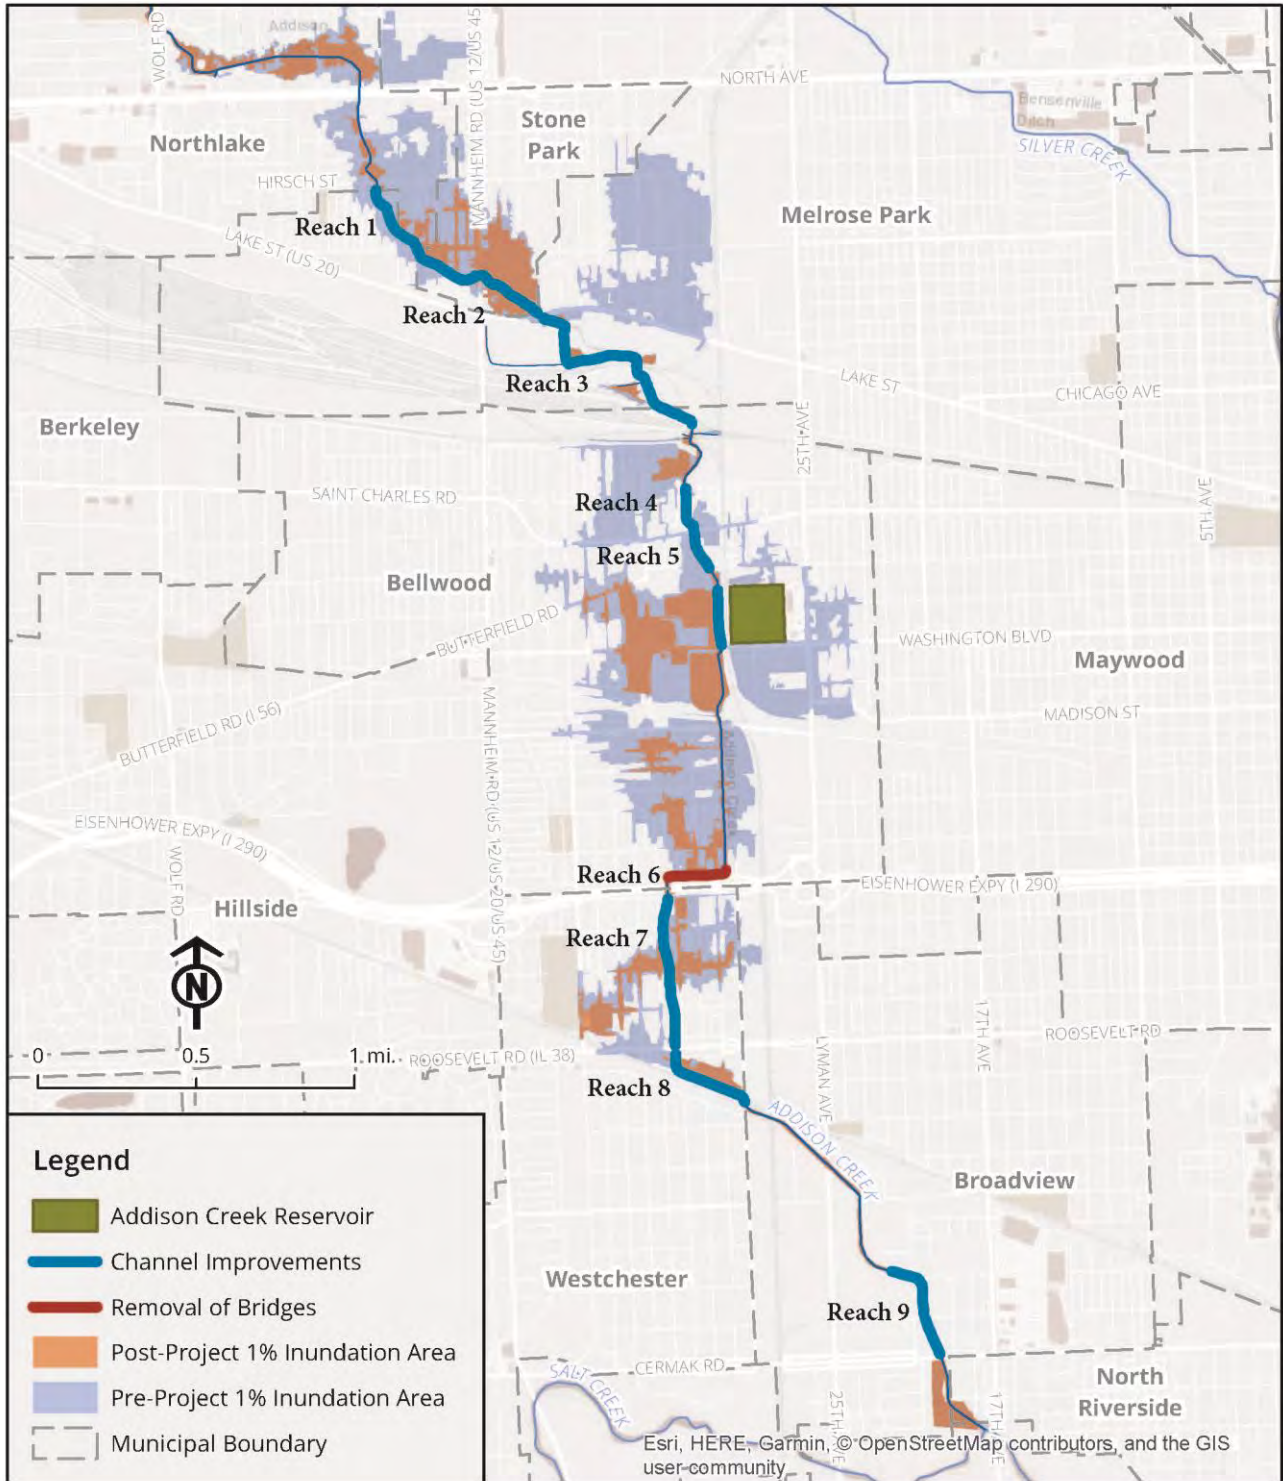 WOLF RD
Addison
MANNHEIM RD (US 12/US 45
NORTH AVE
Bensenville
Ditch
SILVER CREEK
Northlake
Stone
Park
HIRSCH ST
Melrose Park
Reach 1
LAKE ST (US 20)
Reach 2
Reach 3
LAKE ST
CHICAGO AVE
Berkeley
25TH AVE
SAINT CHARLES RD
Reach 4
5TH AVE
Reach 5
Bellwood
BUTTERFIELD RD
WASHINGTON BLVD
Maywood
MANNHEIM RD (US 12/US 20/US 45)
BUTTERFIELD RD (I 56)
MADISON ST
Addison Creek
EISENHOWER EXPY (I 290)
WOLF RD
Reach 6
EISENHOWER EXPY (I 290)
Hillside
Reach 7
N
17TH AVE
ROOSEVELT RD
LYMAN AVE
0 0.5 1 mi.
ROOSEVELT RD (IL 38)
Reach 8
ADDISON CREEK
Broadview
Westchester
Reach 9
CERMAK RD
SALT CREEK
25TH AVE
17TH AVE
North
Riverside
Legend
Addison Creek Reservoir
Channel Improvements
Removal of Bridges
Post-Project 1% Inundation Area
Pre-Project 1% Inundation Area
Municipal Boundary
Esri, HERE, Garmin, © OpenStreetMap contributors, and the GIS
user community